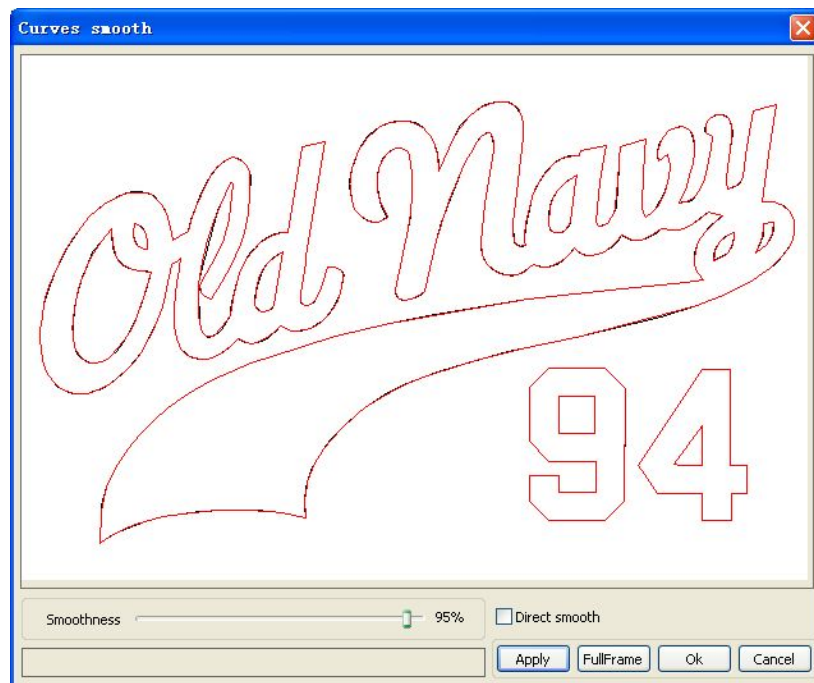 Curves smooth
Old Navy
94
Smoothness 95% Direct smooth
Apply FullFrame Ok Cancel